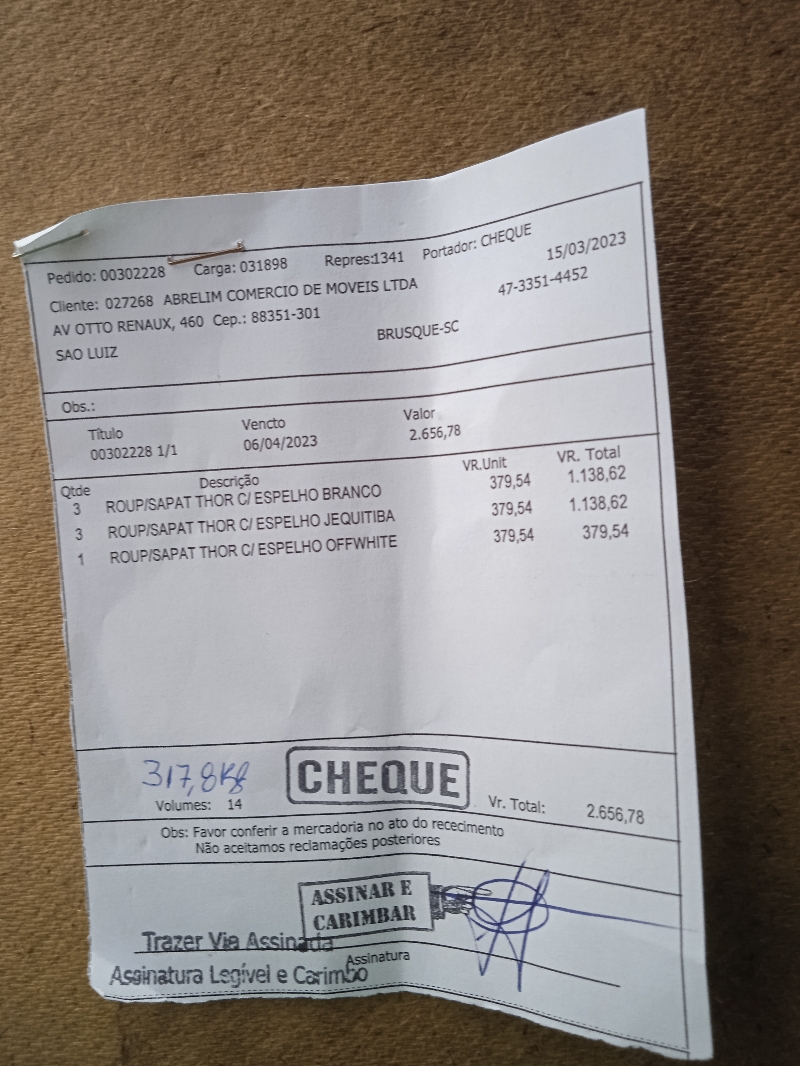 Pedido: 00302228 Carga: 031898 Repres:1341 Portador: CHEQUE
15/03/2023
Cliente: 027268 ABRELIM COMERCIO DE MOVEIS LTDA 47-3351-4452
AV OTTO RENAUX, 460 Cep.: 88351-301
SAO LUIZ BRUSQUE-SC
Obs.:
Título Vencto Valor
00302228 1/1 06/04/2023 2.656,78
Qtde Descrição VR.Unit VR. Total
3 ROUP/SAPAT THOR C/ ESPELHO BRANCO 379,54 1.138,62
3 ROUP/SAPAT THOR C/ ESPELHO JEQUITIBA 379,54 1.138,62
1 ROUP/SAPAT THOR C/ ESPELHO OFFWHITE 379,54 379,54
317,8Kg
CHEQUE
Volumes: 14 Vr. Total: 2.656,78
Obs: Favor conferir a mercadoria no ato do rececimento
Não aceitamos reclamações posteriores
ASSINAR E
CARIMBAR
Trazer Via Assinada
Assinatura
Assinatura Legível e Carimbo